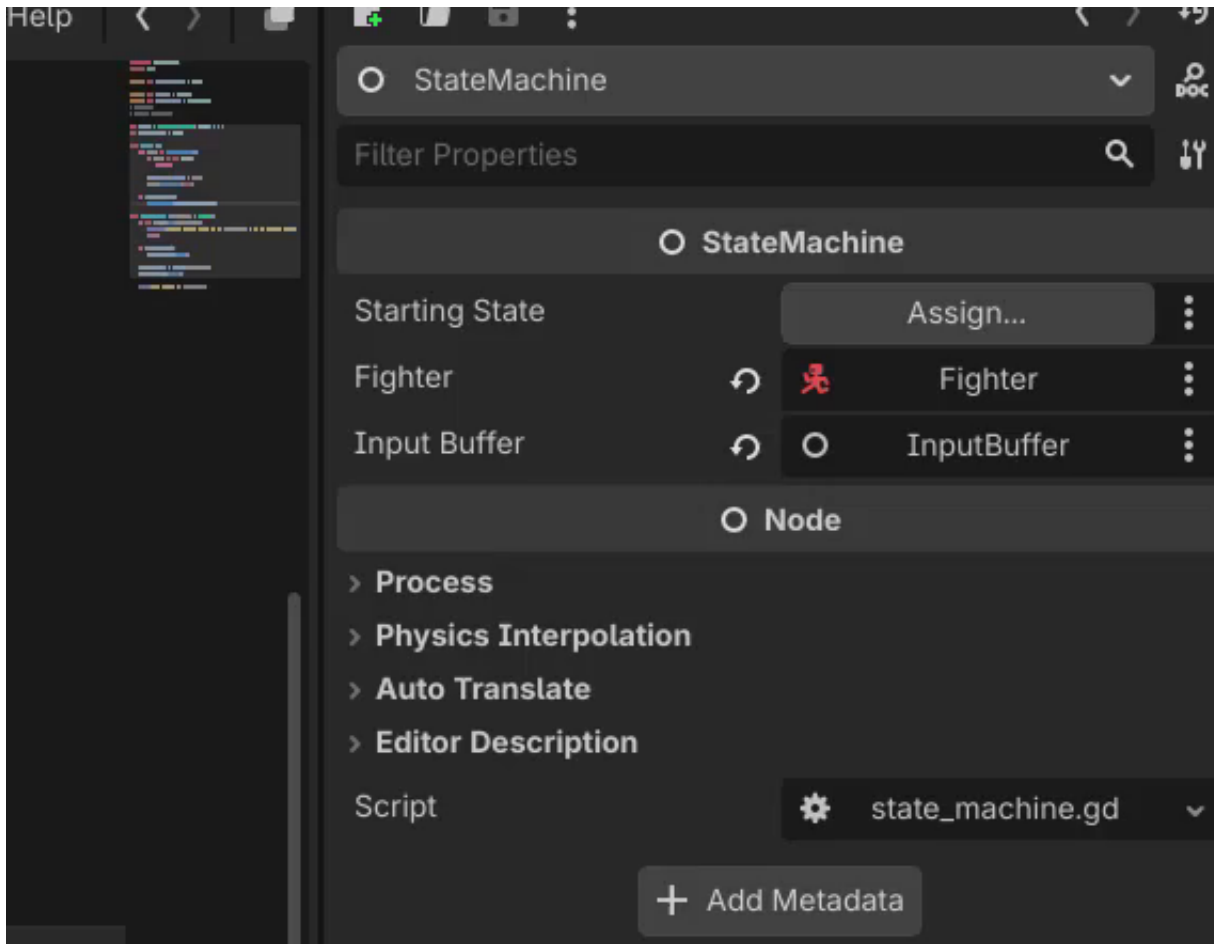 Help
StateMachine
DOC
Filter Properties
StateMachine
Starting State Assign...
Fighter Fighter
Input Buffer InputBuffer
Node
Process
Physics Interpolation
Auto Translate
Editor Description
Script state_machine.gd
Add Metadata